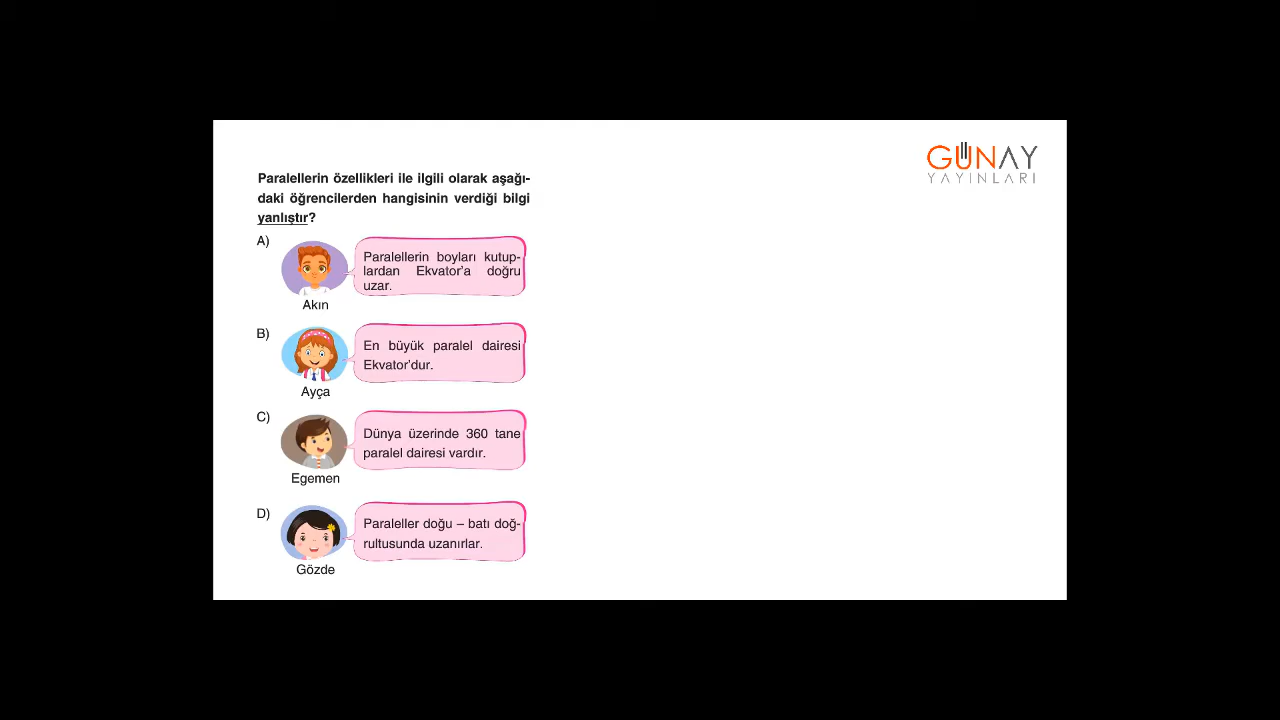 GÜNAY
YAYINLARI
Paralellerin özellikleri ile ilgili olarak aşağı-
daki öğrencilerden hangisinin verdiği bilgi
yanlıştır?
A)
Paralellerin boyları kutup-
lardan Ekvator'a doğru
uzar.
Akın
B)
En büyük paralel dairesi
Ekvator'dur.
Ayça
C)
Dünya üzerinde 360 tane
paralel dairesi vardır.
Egemen
D)
Paraleller doğu – batı doğ-
rultusunda uzanırlar.
Gözde